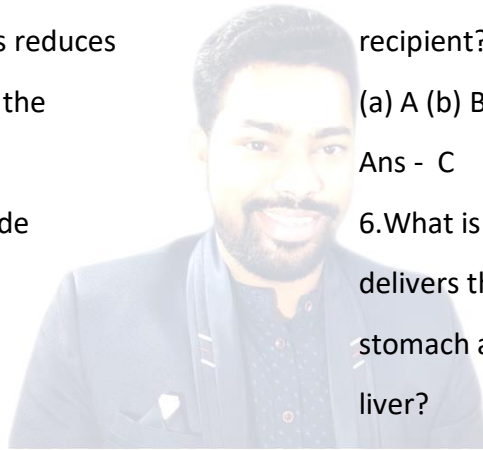 s reduces
the
de
recipient?
(a) A (b) B
Ans - C
6.What is
delivers th
stomach a
liver?